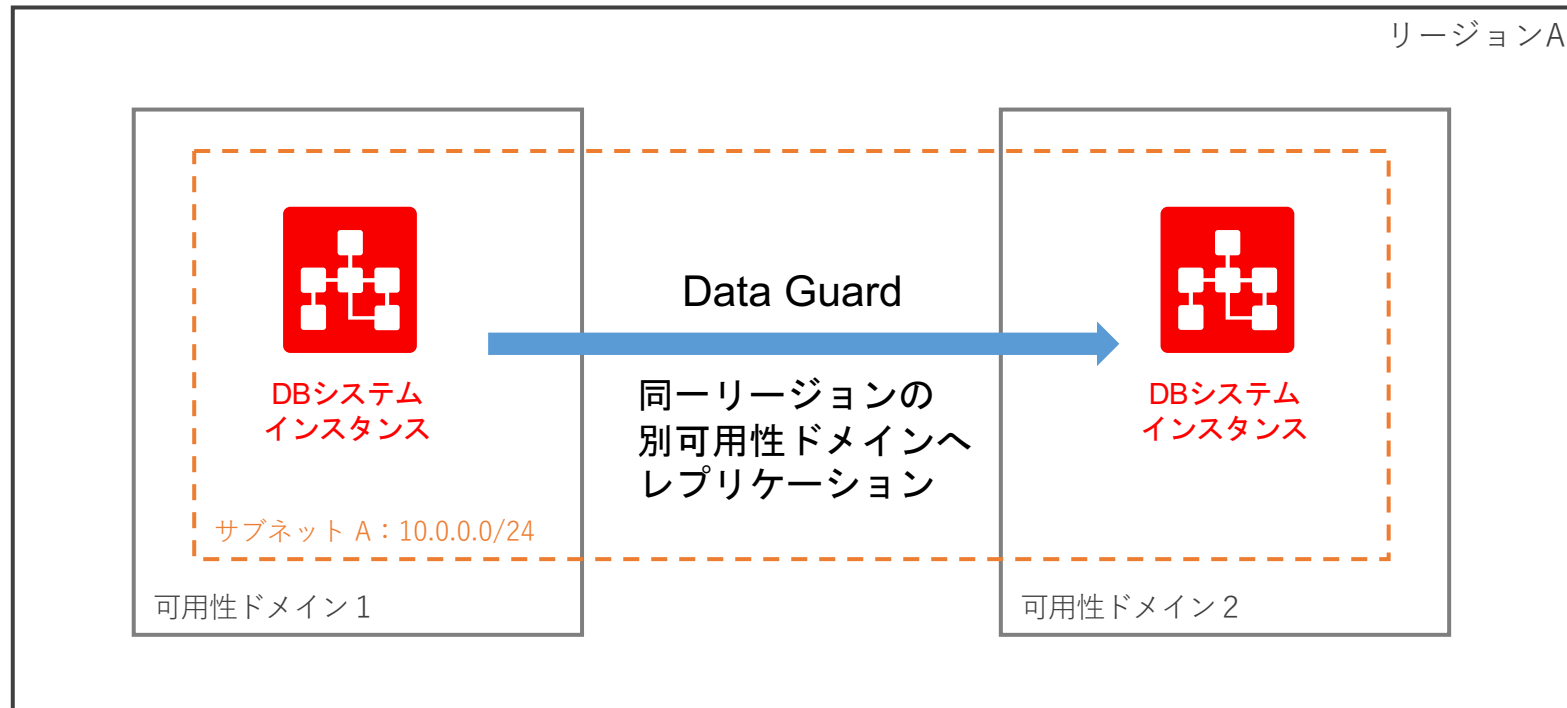 リージョンA
Data Guard
同一リージョンの
別可用性ドメインへ
レプリケーション
DBシステム
インスタンス
DBシステム
インスタンス
サブネット A：10.0.0.0/24
可用性ドメイン１
可用性ドメイン２